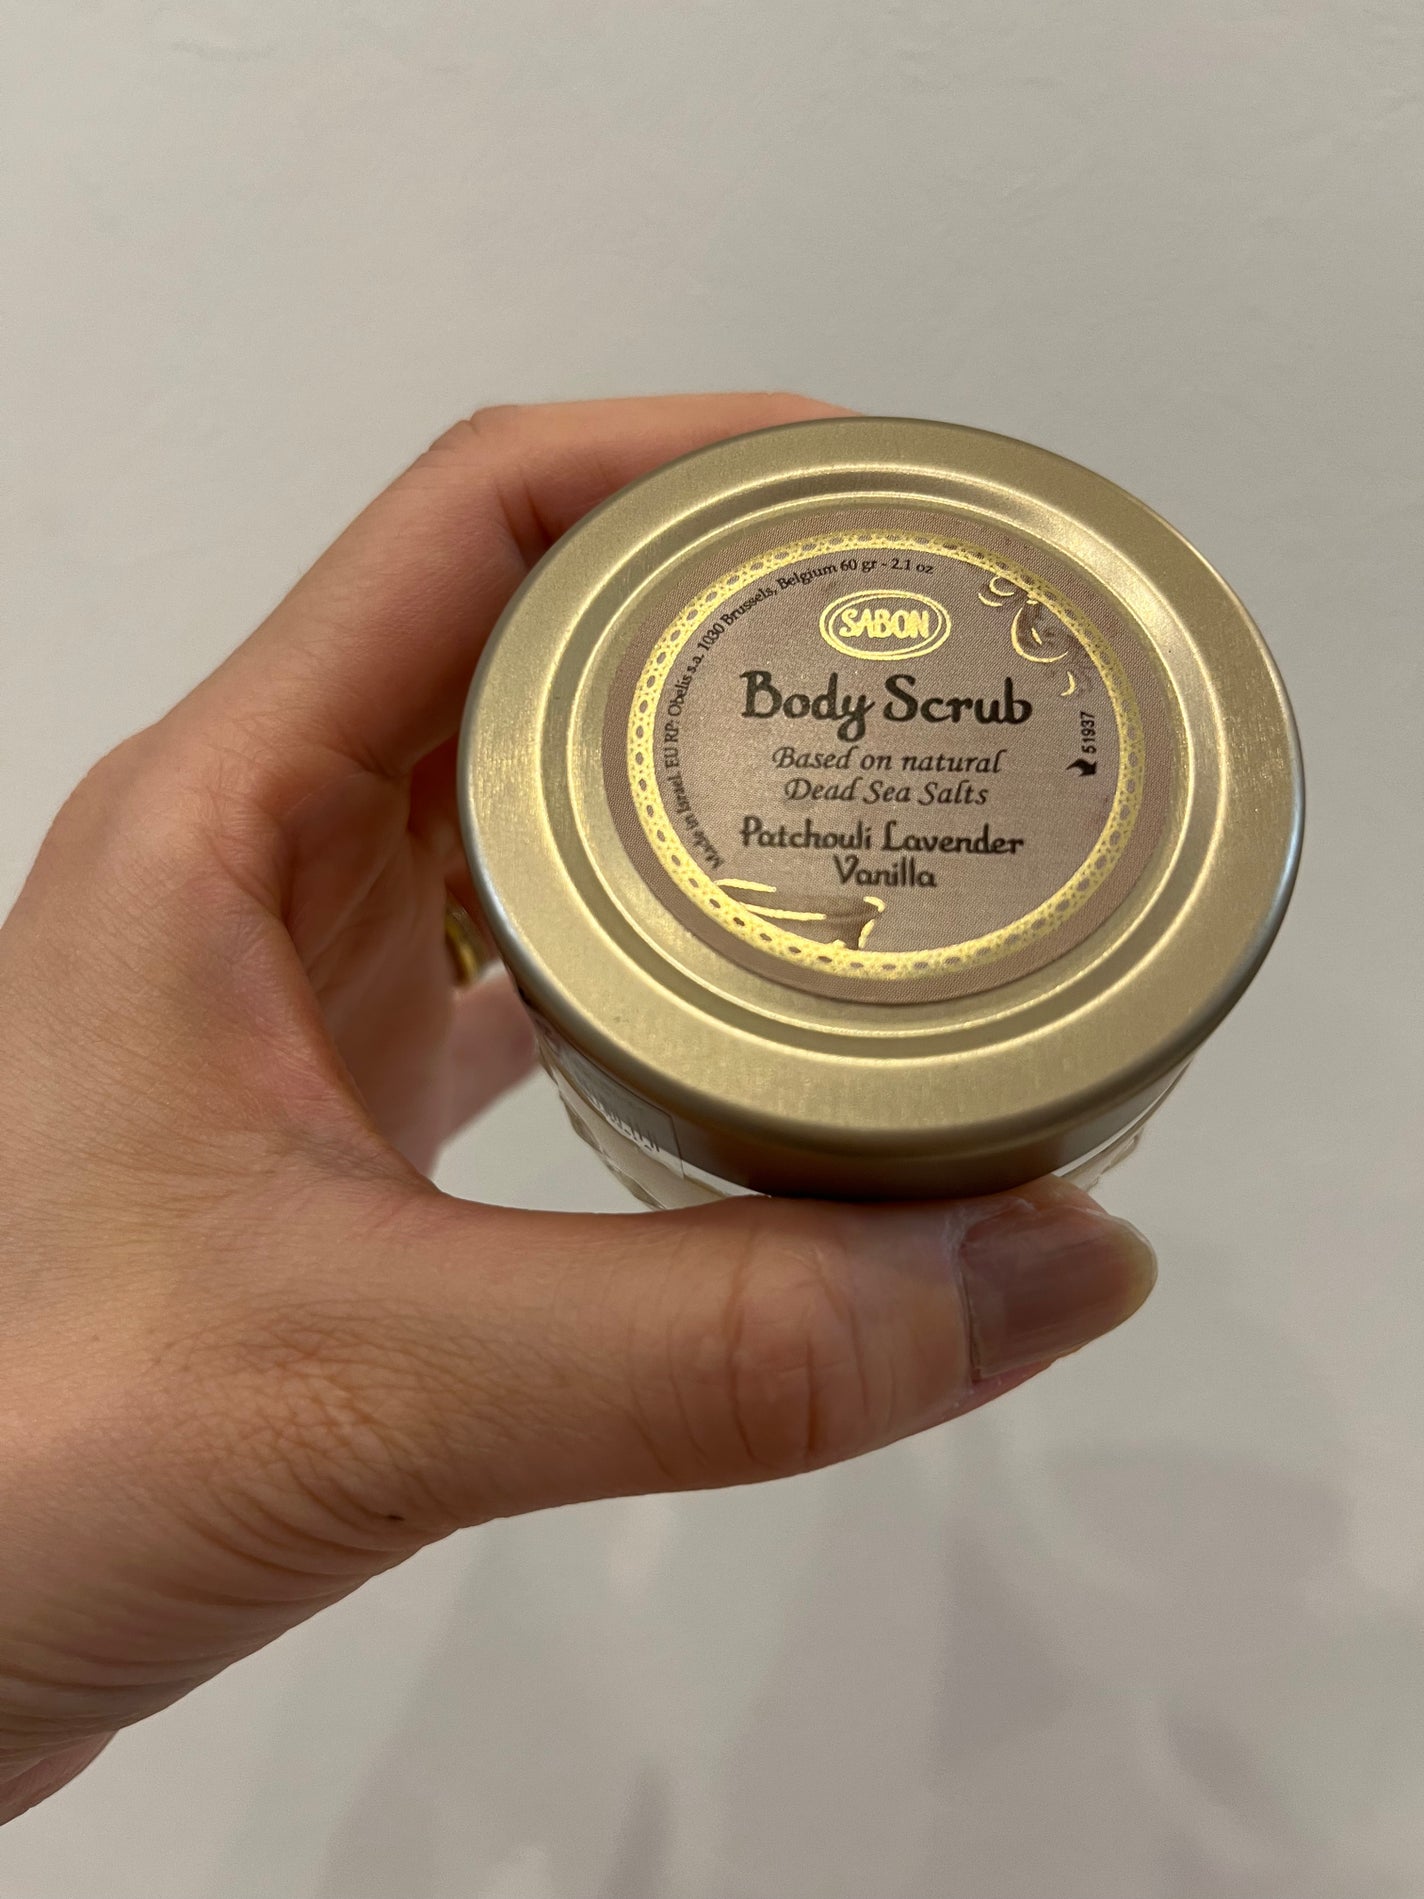 SABON
Body Scrub
Based on natural
Dead Sea Salts
Patchouli Lavender
Vanilla
Made in Israel. EU RP: Obelis s.a. 1030 Brussels, Belgium 60 gr - 2.1 oz
51937